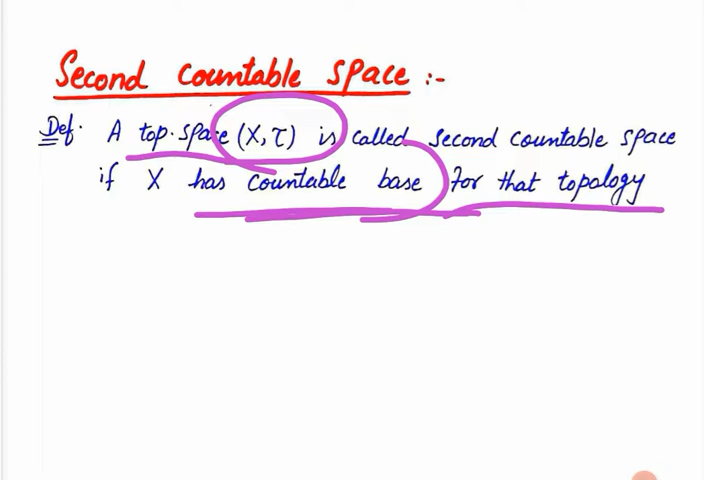 Second countable space :-
Def. A top. space (X, τ) is called second countable space
if X has countable base for that topology